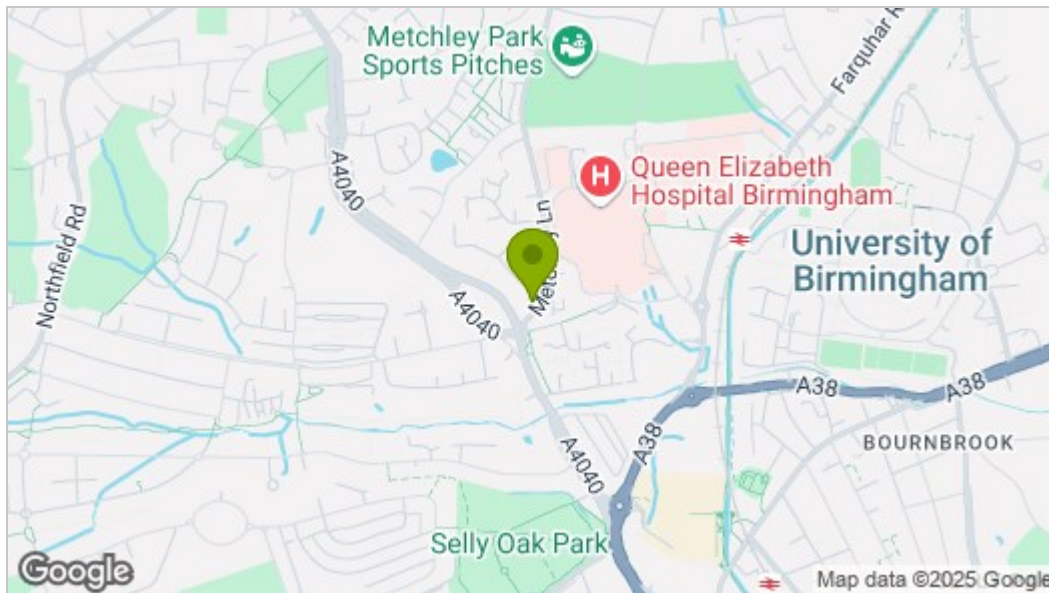 Metchley Park
Sports Pitches
Farquhar R
A4040
H
Queen Elizabeth
Hospital Birmingham
Northfield Rd
University of
Birmingham
A4040
A38
A38
A38
BOURNBROOK
A4040
Selly Oak Park
Google
Map data ©2025 Google